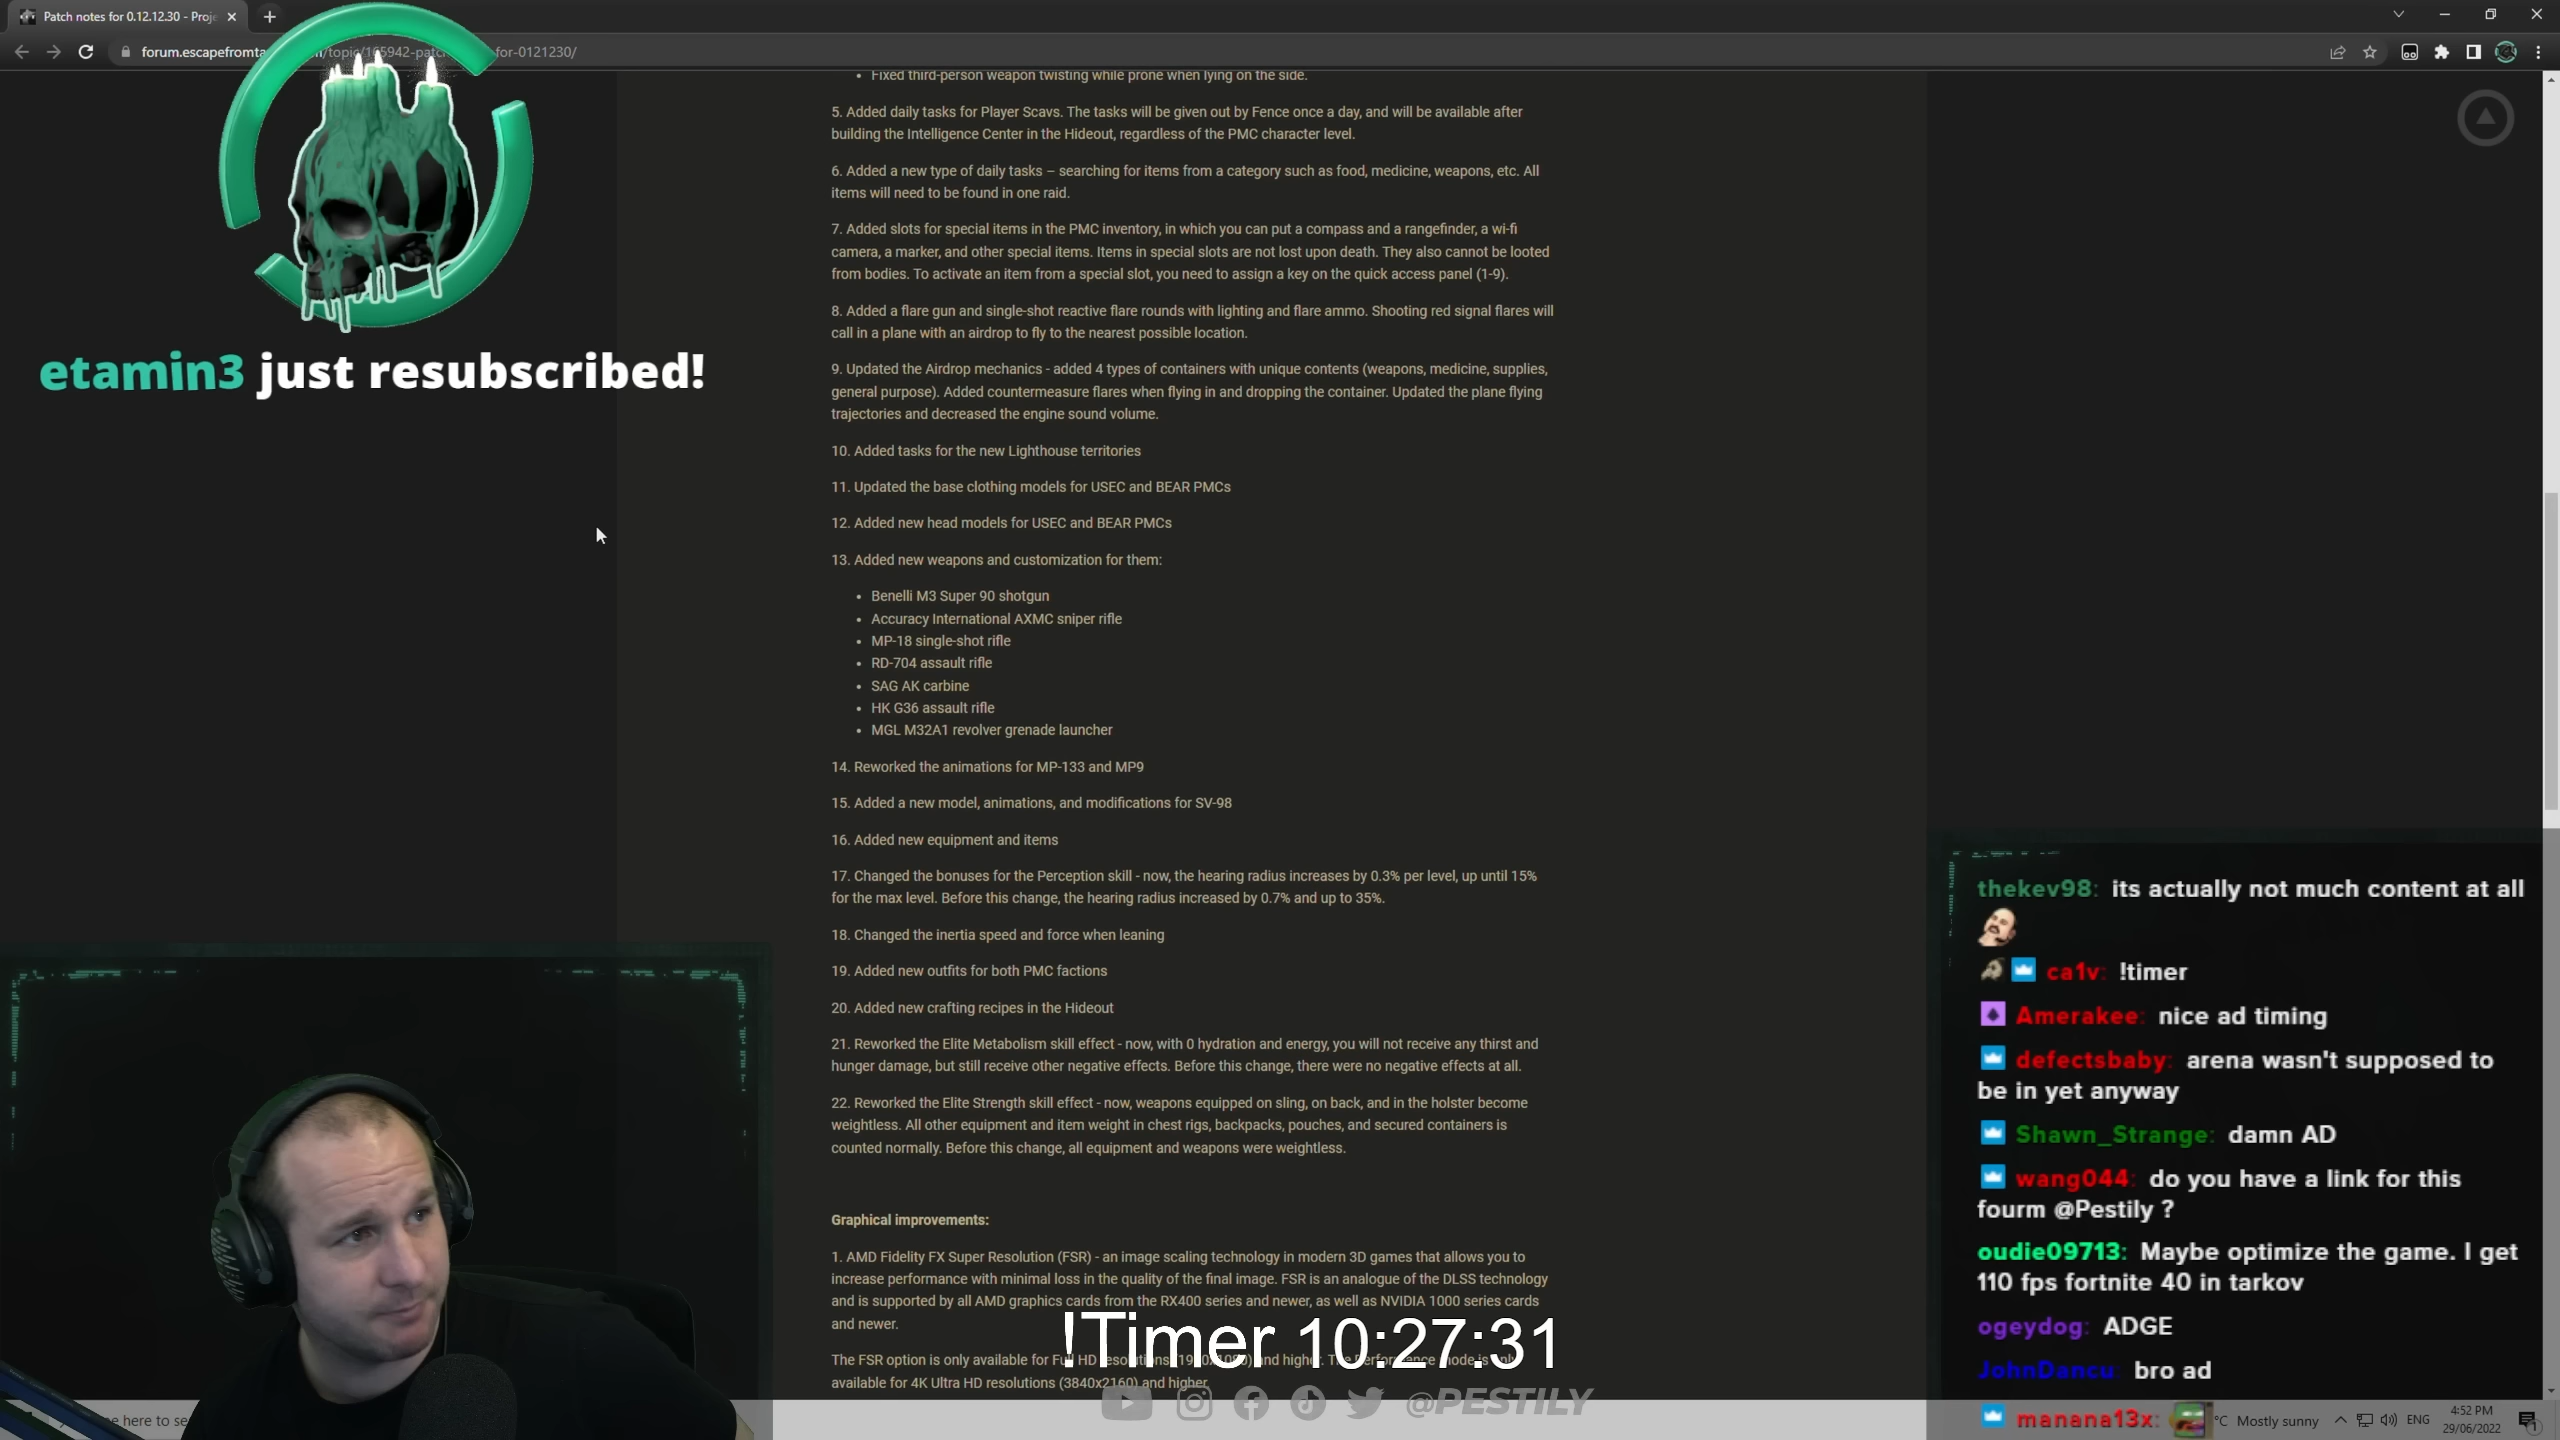 Patch notes for 0.12.12.30 - Proje
forum.escapefromta
/topic/1
5942-patc
for-0121230/
• Fixed third-person weapon twisting while prone when lying on the side.
5. Added daily tasks for Player Scavs. The tasks will be given out by Fence once a day, and will be available after
building the Intelligence Center in the Hideout, regardless of the PMC character level.
6. Added a new type of daily tasks – searching for items from a category such as food, medicine, weapons, etc. All
items will need to be found in one raid.
7. Added slots for special items in the PMC inventory, in which you can put a compass and a rangefinder, a wi-fi
camera, a marker, and other special items. Items in special slots are not lost upon death. They also cannot be looted
from bodies. To activate an item from a special slot, you need to assign a key on the quick access panel (1-9).
8. Added a flare gun and single-shot reactive flare rounds with lighting and flare ammo. Shooting red signal flares will
call in a plane with an airdrop to fly to the nearest possible location.
9. Updated the Airdrop mechanics - added 4 types of containers with unique contents (weapons, medicine, supplies,
general purpose). Added countermeasure flares when flying in and dropping the container. Updated the plane flying
trajectories and decreased the engine sound volume.
10. Added tasks for the new Lighthouse territories
11. Updated the base clothing models for USEC and BEAR PMCs
12. Added new head models for USEC and BEAR PMCs
13. Added new weapons and customization for them:
• Benelli M3 Super 90 shotgun
• Accuracy International AXMC sniper rifle
• MP-18 single-shot rifle
• RD-704 assault rifle
• SAG AK carbine
• HK G36 assault rifle
• MGL M32A1 revolver grenade launcher
14. Reworked the animations for MP-133 and MP9
15. Added a new model, animations, and modifications for SV-98
16. Added new equipment and items
17. Changed the bonuses for the Perception skill - now, the hearing radius increases by 0.3% per level, up until 15%
for the max level. Before this change, the hearing radius increased by 0.7% and up to 35%.
18. Changed the inertia speed and force when leaning
19. Added new outfits for both PMC factions
20. Added new crafting recipes in the Hideout
21. Reworked the Elite Metabolism skill effect - now, with 0 hydration and energy, you will not receive any thirst and
hunger damage, but still receive other negative effects. Before this change, there were no negative effects at all.
22. Reworked the Elite Strength skill effect - now, weapons equipped on sling, on back, and in the holster become
weightless. All other equipment and item weight in chest rigs, backpacks, pouches, and secured containers is
counted normally. Before this change, all equipment and weapons were weightless.
Graphical improvements:
1. AMD Fidelity FX Super Resolution (FSR) - an image scaling technology in modern 3D games that allows you to
increase performance with minimal loss in the quality of the final image. FSR is an analogue of the DLSS technology
and is supported by all AMD graphics cards from the RX400 series and newer, as well as NVIDIA 1000 series cards
and newer.
The FSR option is only available for Full HD resolutions (1920x1080) and higher. The Performance mode is only
available for 4K Ultra HD resolutions (3840x2160) and higher.
etamin3 just resubscribed!
!Timer 10:27:31
@PESTILY
thekev98: its actually not much content at all
ca1v: !timer
Amerakee: nice ad timing
defectsbaby: arena wasn't supposed to
be in yet anyway
Shawn_Strange: damn AD
wang044: do you have a link for this
fourm @Pestily ?
oudie09713: Maybe optimize the game. I get
110 fps fortnite 40 in tarkov
ogeydog: ADGE
JohnDancu: bro ad
manana13x:
e here to se
°C Mostly sunny
ENG
4:52 PM
29/06/2022
1